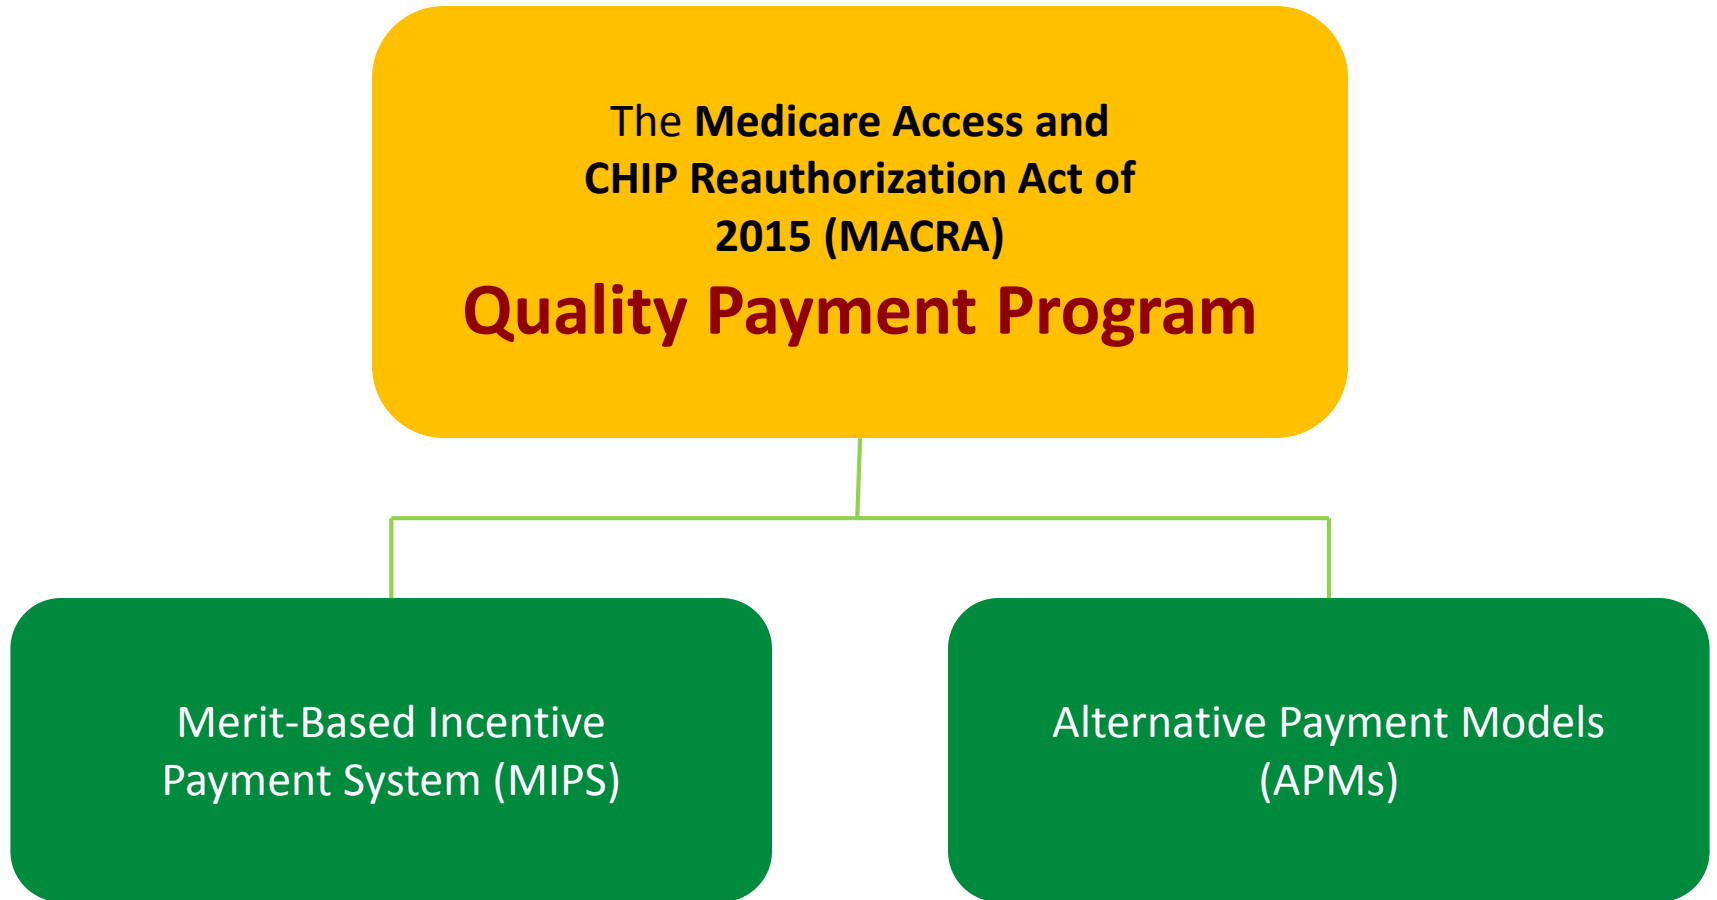 The Medicare Access and
CHIP Reauthorization Act of
2015 (MACRA)
Quality Payment Program
Merit-Based Incentive
Payment System (MIPS)
Alternative Payment Models
(APMs)